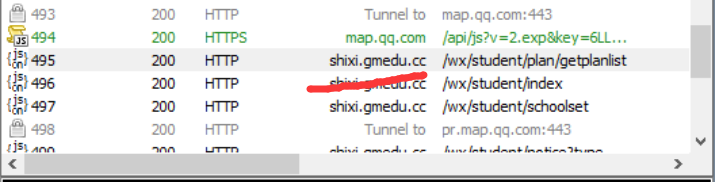 493 200 HTTP Tunnel to map.qq.com:443
494 200 HTTPS map.qq.com /api/js?v=2.exp&key=6LL...
495 200 HTTP shixi.gmedu.cc /wx/student/plan/getplanlist
496 200 HTTP shixi.gmedu.cc /wx/student/index
497 200 HTTP shixi.gmedu.cc /wx/student/schoolset
498 200 HTTP Tunnel to pr.map.qq.com:443
499 200 HTTP shixi.gmedu.cc /wx/student/notice?type